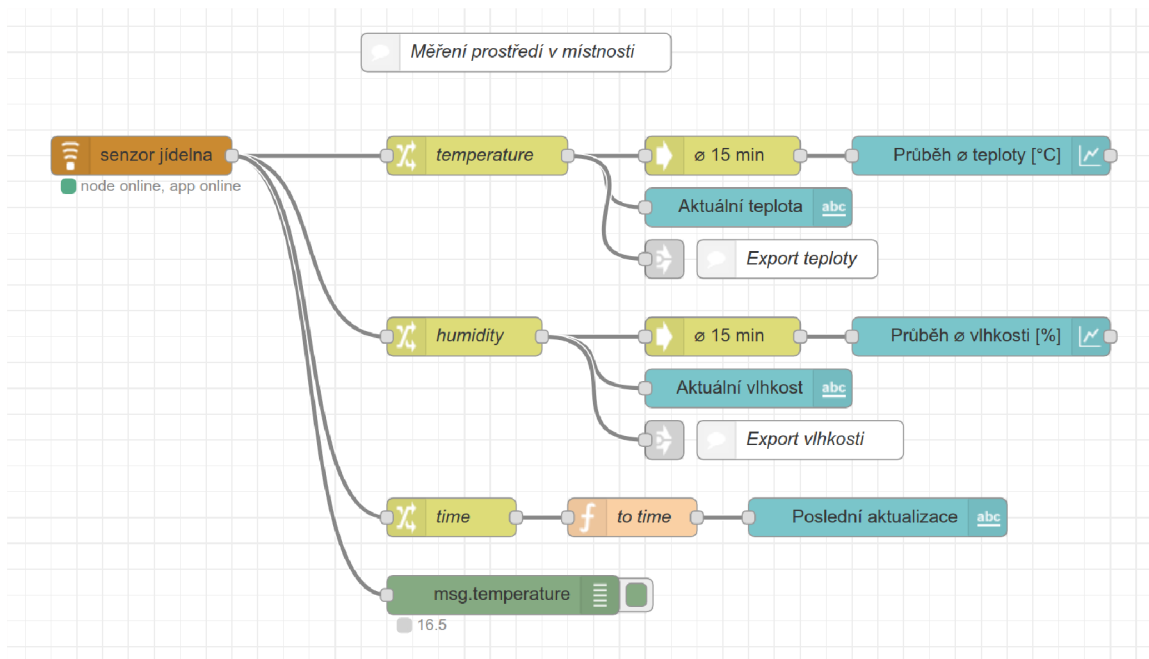 Měření prostředí v místnosti
senzor jídelna
node online, app online
temperature
⌀ 15 min
Průběh ⌀ teploty [°C]
Aktuální teplota
abc
Export teploty
humidity
⌀ 15 min
Průběh ⌀ vlhkosti [%]
Aktuální vlhkost
abc
Export vlhkosti
time
to time
Poslední aktualizace
abc
msg.temperature
16.5